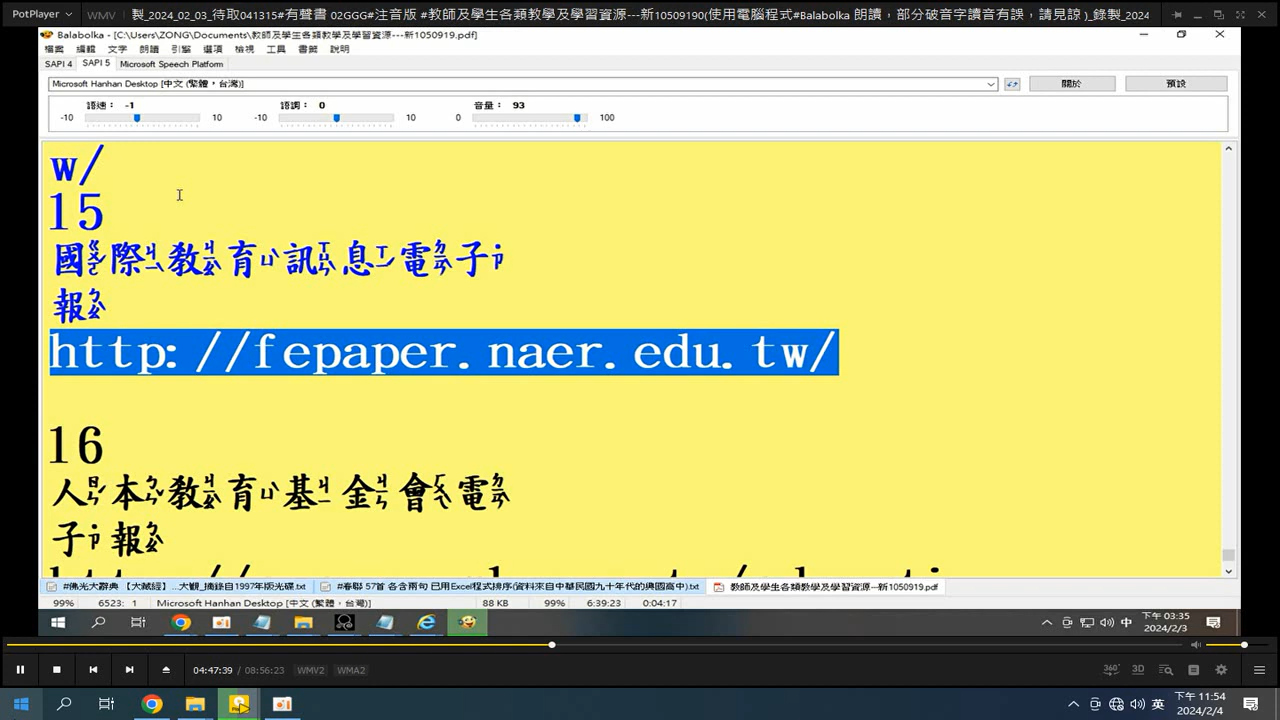 PotPlayer WMV 製_2024_02_03_待取041315#有聲書 02GGG#注音版 #教師及學生各類教學及學習資源---新10509190(使用電腦程式#Balabolka 朗讀，部分破音字讀音有誤，請見諒 )_錄製_2024
Balabolka - [C:\Users\ZONG\Documents\教師及學生各類教學及學習資源---新1050919.pdf]
檔案 編輯 文字 朗讀 引擎 選項 檢視 工具 書籤 說明
SAPI 4 SAPI 5 Microsoft Speech Platform
Microsoft Hanhan Desktop [中文 (繁體，台灣)] 關於 預設
語速： -1 語調： 0 音量： 93
-10 10 -10 10 0 100
w/
15
國際教育訊息電子
報
http://fepaper.naer.edu.tw/
16
人本教育基金會電
子報
#佛光大辭典 【大藏經】...大觀_摘錄自1997年版光碟.txt #春聯 57首 各含兩句 已用Excel程式排序(資料來自中華民國九十年代的典國高中).txt 教師及學生各類教學及學習資源---新1050919.pdf
99% 6523: 1 Microsoft Hanhan Desktop [中文 (繁體，台灣)] 88 KB 99% 6:39:23 0:04:17
中 下午 03:35
2024/2/3
04:47:39 / 08:56:23 WMV2 WMA2 360° 3D
英 下午 11:54
2024/2/4